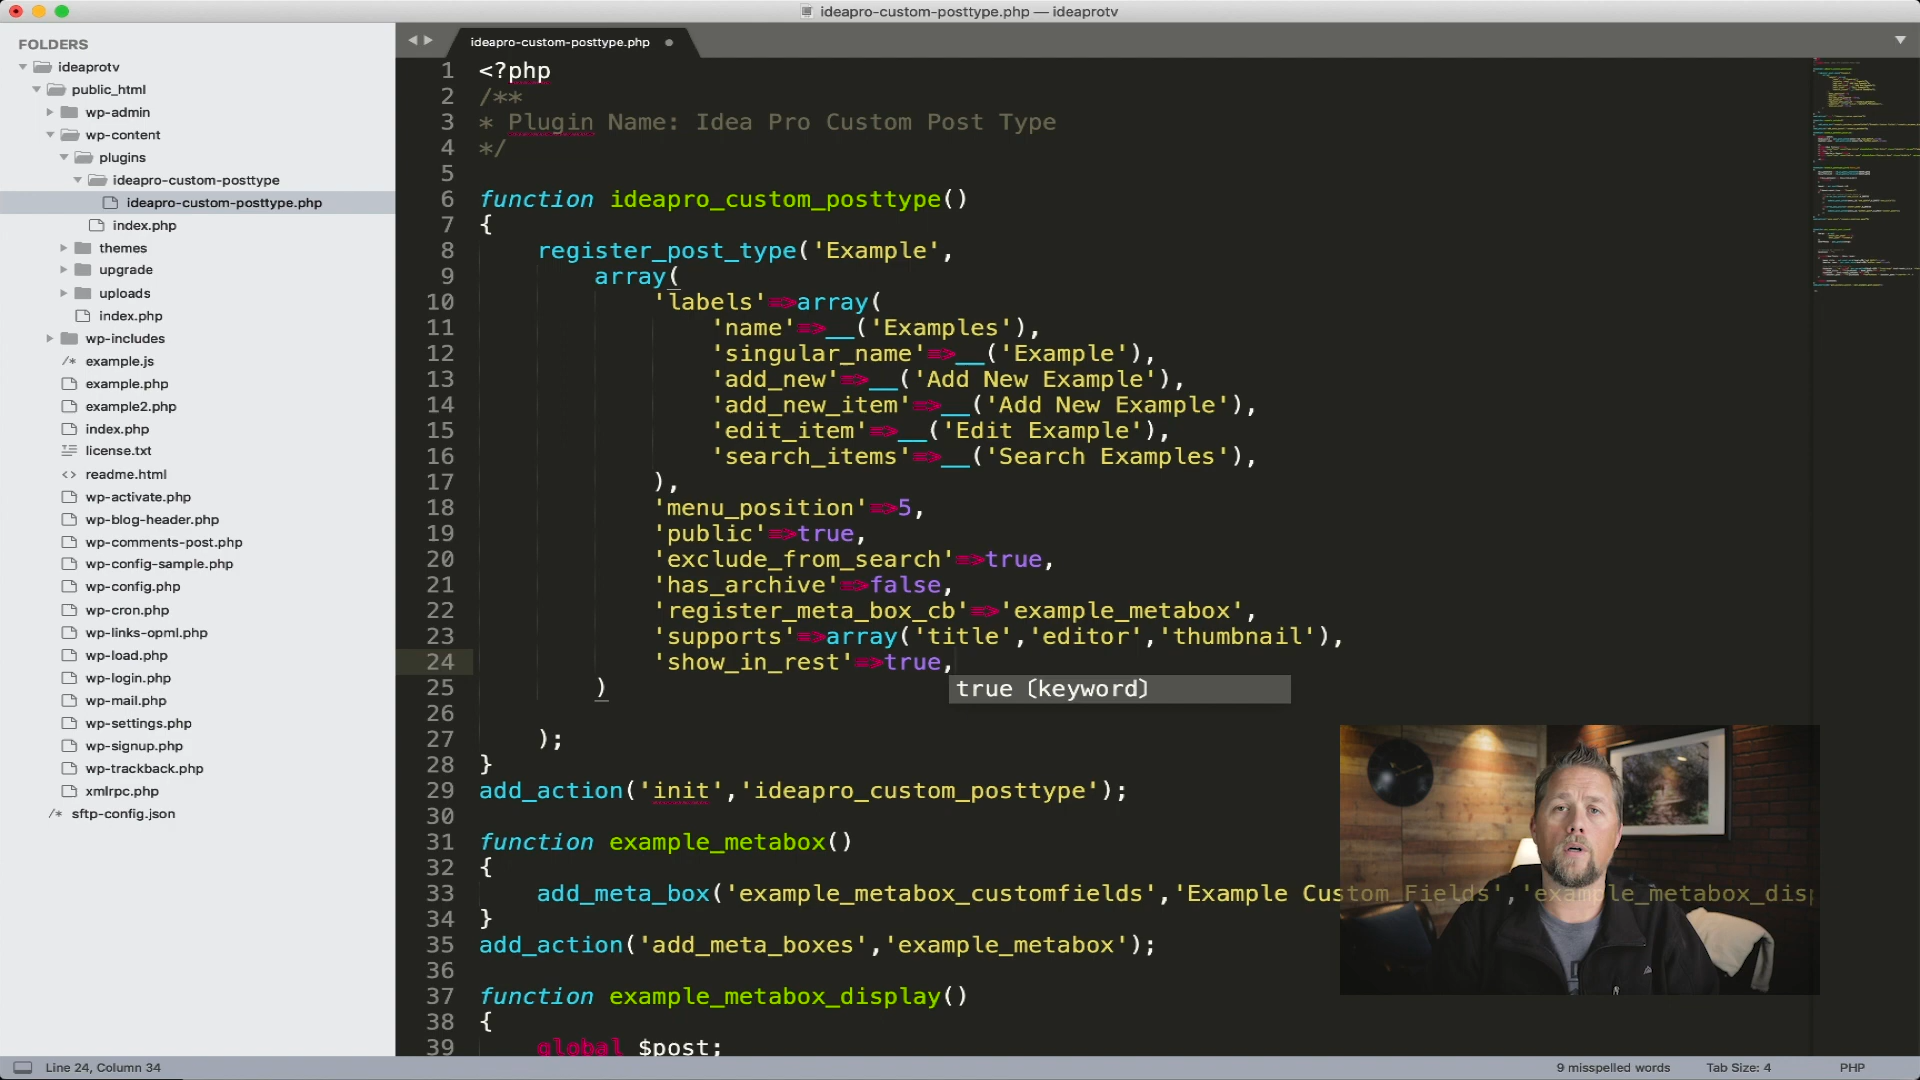 ideapro-custom-posttype.php — ideaprotv
FOLDERS
ideaprotv
public_html
wp-admin
wp-content
plugins
ideapro-custom-posttype
ideapro-custom-posttype.php
index.php
themes
upgrade
uploads
index.php
wp-includes
/* example.js
example.php
example2.php
index.php
license.txt
<> readme.html
wp-activate.php
wp-blog-header.php
wp-comments-post.php
wp-config-sample.php
wp-config.php
wp-cron.php
wp-links-opml.php
wp-load.php
wp-login.php
wp-mail.php
wp-settings.php
wp-signup.php
wp-trackback.php
xmlrpc.php
/* sftp-config.json
ideapro-custom-posttype.php
1 <?php
2 /**
3 * Plugin Name: Idea Pro Custom Post Type
4 */
5
6 function ideapro_custom_posttype()
7 {
8 register_post_type('Example',
9 array(
10 'labels'=>array(
11 'name'=>__('Examples'),
12 'singular_name'=>__('Example'),
13 'add_new'=>__('Add New Example'),
14 'add_new_item'=>__('Add New Example'),
15 'edit_item'=>__('Edit Example'),
16 'search_items'=>__('Search Examples'),
17 ),
18 'menu_position'=>5,
19 'public'=>true,
20 'exclude_from_search'=>true,
21 'has_archive'=>false,
22 'register_meta_box_cb'=>'example_metabox',
23 'supports'=>array('title','editor','thumbnail'),
24 'show_in_rest'=>true,
true (keyword)
25 )
26
27 );
28 }
29 add_action('init','ideapro_custom_posttype');
30
31 function example_metabox()
32 {
33 add_meta_box('example_metabox_customfields','Example Custom Fields','example_metabox_disp
34 }
35 add_action('add_meta_boxes','example_metabox');
36
37 function example_metabox_display()
38 {
39 global $post;
Line 24, Column 34
9 misspelled words
Tab Size: 4
PHP